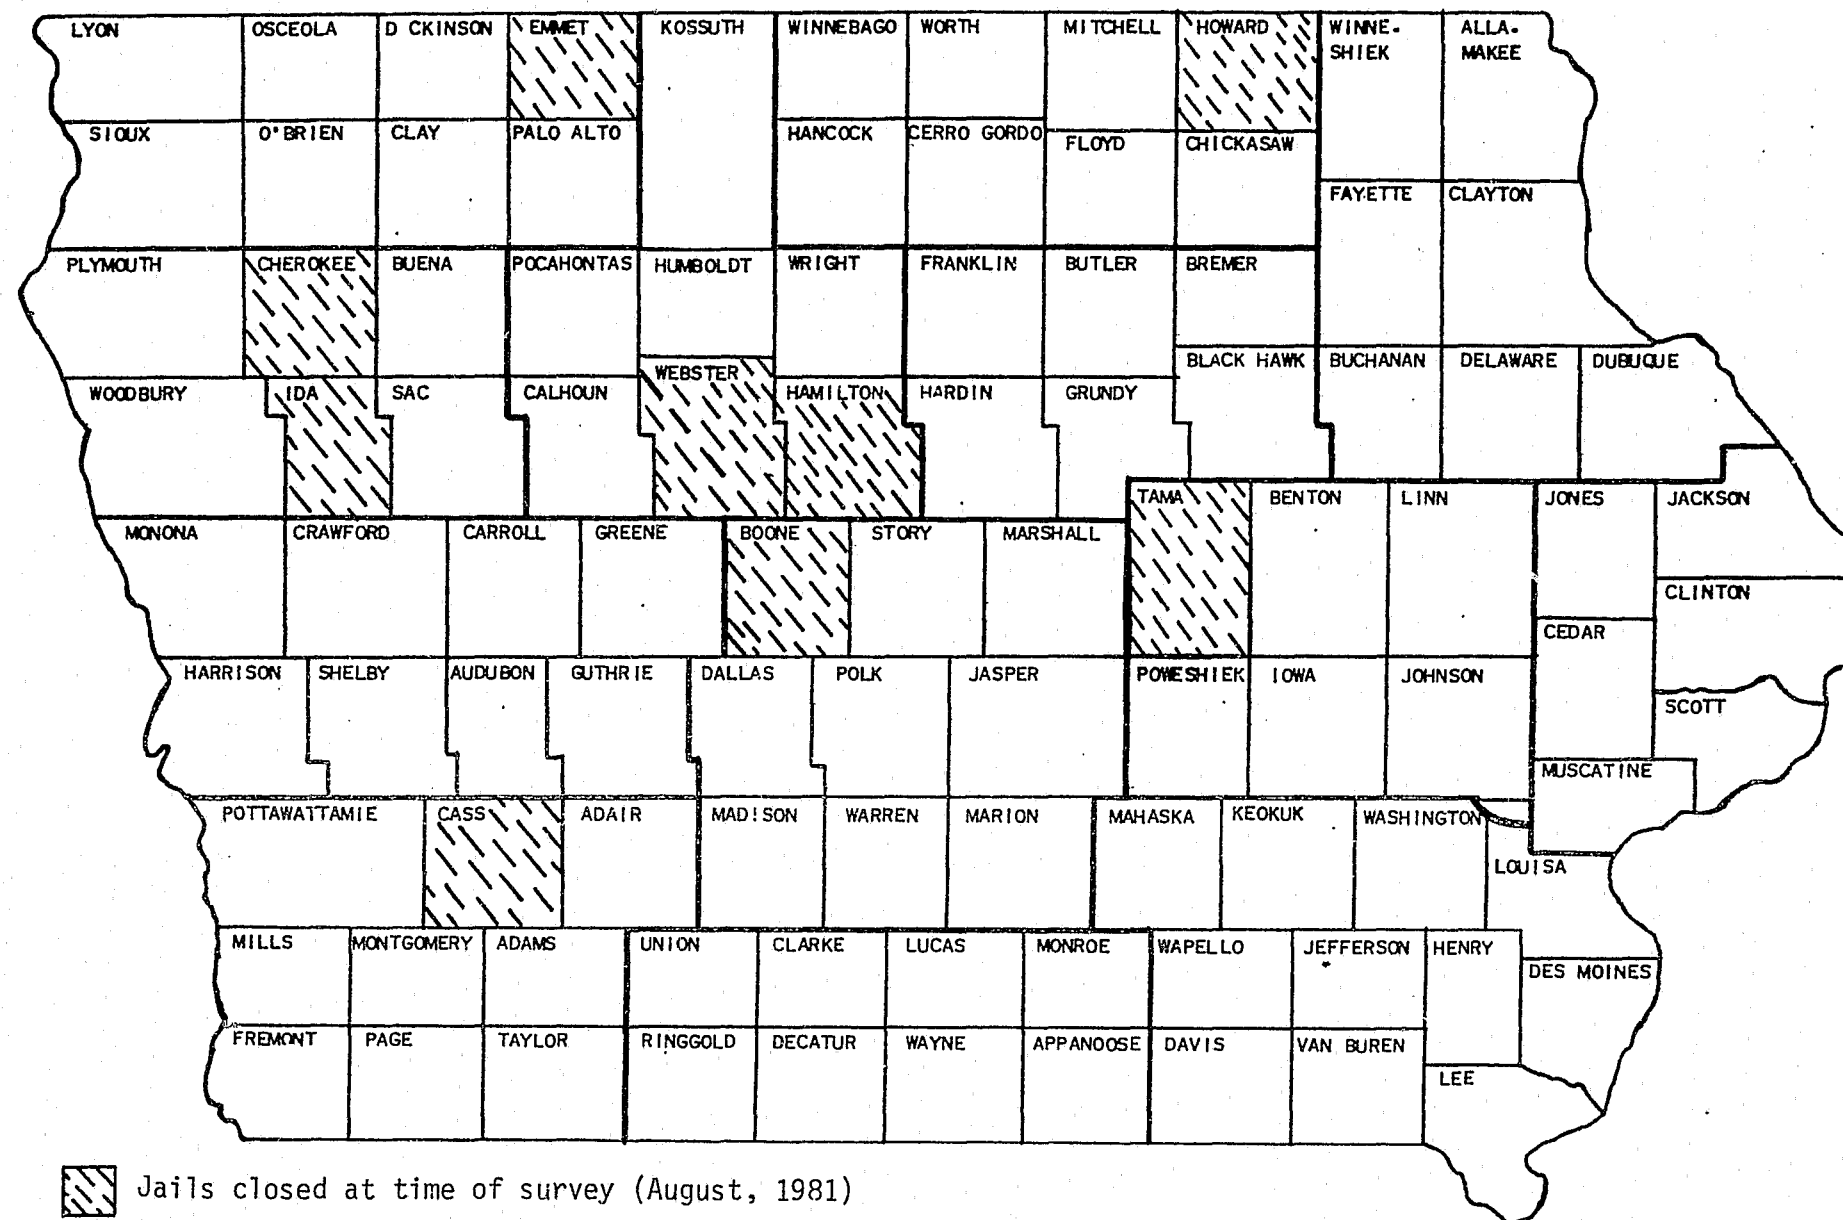 LYON OSCEOLA D CKINSON EMMET KOSSUTH WINNEBAGO WORTH MITCHELL HOWARD WINNE- ALLA-
SHIEK MAKEE
SIOUX O'BRIEN CLAY PALO ALTO HANCOCK CERRO GORDO FLOYD CHICKASAW
FAYETTE CLAYTON
PLYMOUTH CHEROKEE BUENA POCAHONTAS HUMBOLDT WRIGHT FRANKLIN BUTLER BREMER
BLACK HAWK BUCHANAN DELAWARE DUBUQUE
WOODBURY IDA SAC CALHOUN WEBSTER HAMILTON HARDIN GRUNDY
TAMA BENTON LINN JONES JACKSON
MONONA CRAWFORD CARROLL GREENE BOONE STORY MARSHALL
CLINTON
CEDAR
HARRISON SHELBY AUDUBON GUTHRIE DALLAS POLK JASPER POWESHIEK IOWA JOHNSON
SCOTT
MUSCATINE
POTTAWATTAMIE CASS ADAIR MADISON WARREN MARION MAHASKA KEOKUK WASHINGTON
LOUISA
MILLS MONTGOMERY ADAMS UNION CLARKE LUCAS MONROE WAPELLO JEFFERSON HENRY
DES MOINES
FREMONT PAGE TAYLOR RINGGOLD DECATUR WAYNE APPANOOSE DAVIS VAN BUREN
LEE
Jails closed at time of survey (August, 1981)